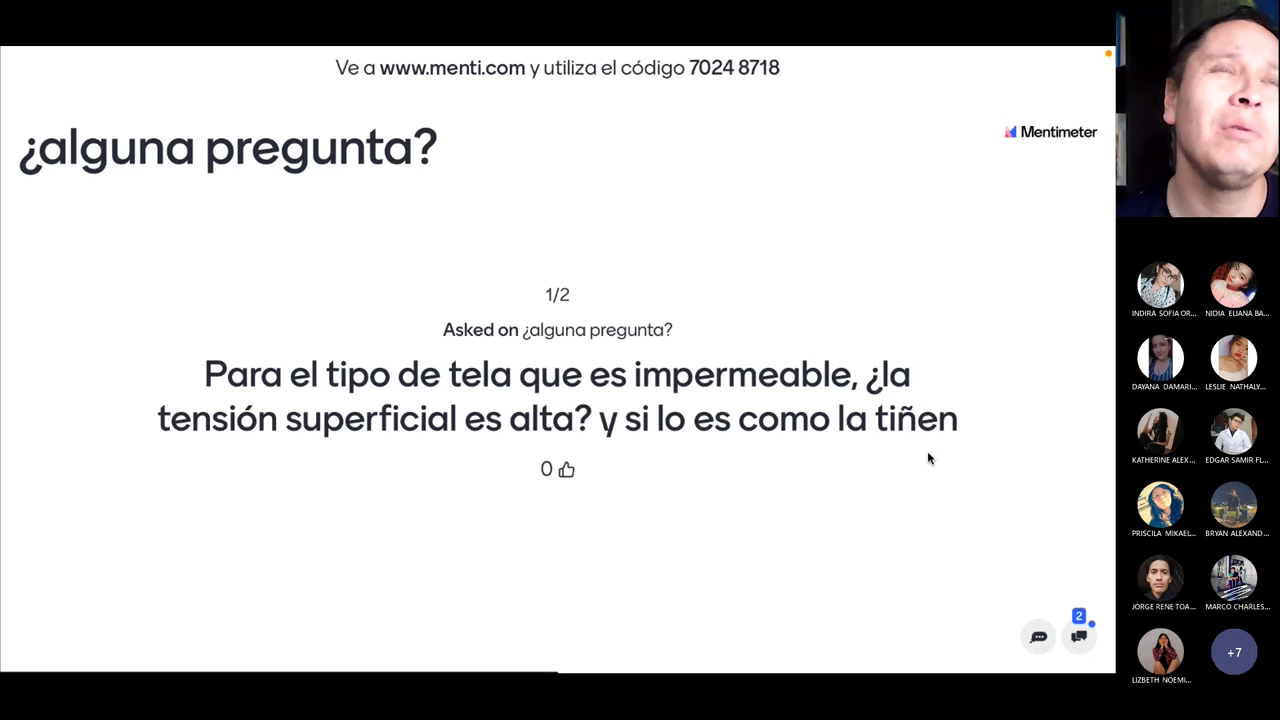 Ve a www.menti.com y utiliza el código 7024 8718
¿alguna pregunta?
Mentimeter
1/2
Asked on ¿alguna pregunta?
Para el tipo de tela que es impermeable, ¿la
tensión superficial es alta? y si lo es como la tiñen
0
2
INDIRA SOFIA OR...
NIDIA ELIANA BA...
DAYANA DAMARI...
LESLIE NATHALY...
KATHERINE ALEX...
EDGAR SAMIR FL...
PRISCILA MIKAEL...
BRYAN ALEXAND...
JORGE RENE TOA...
MARCO CHARLES...
LIZBETH NOEMI...
+7